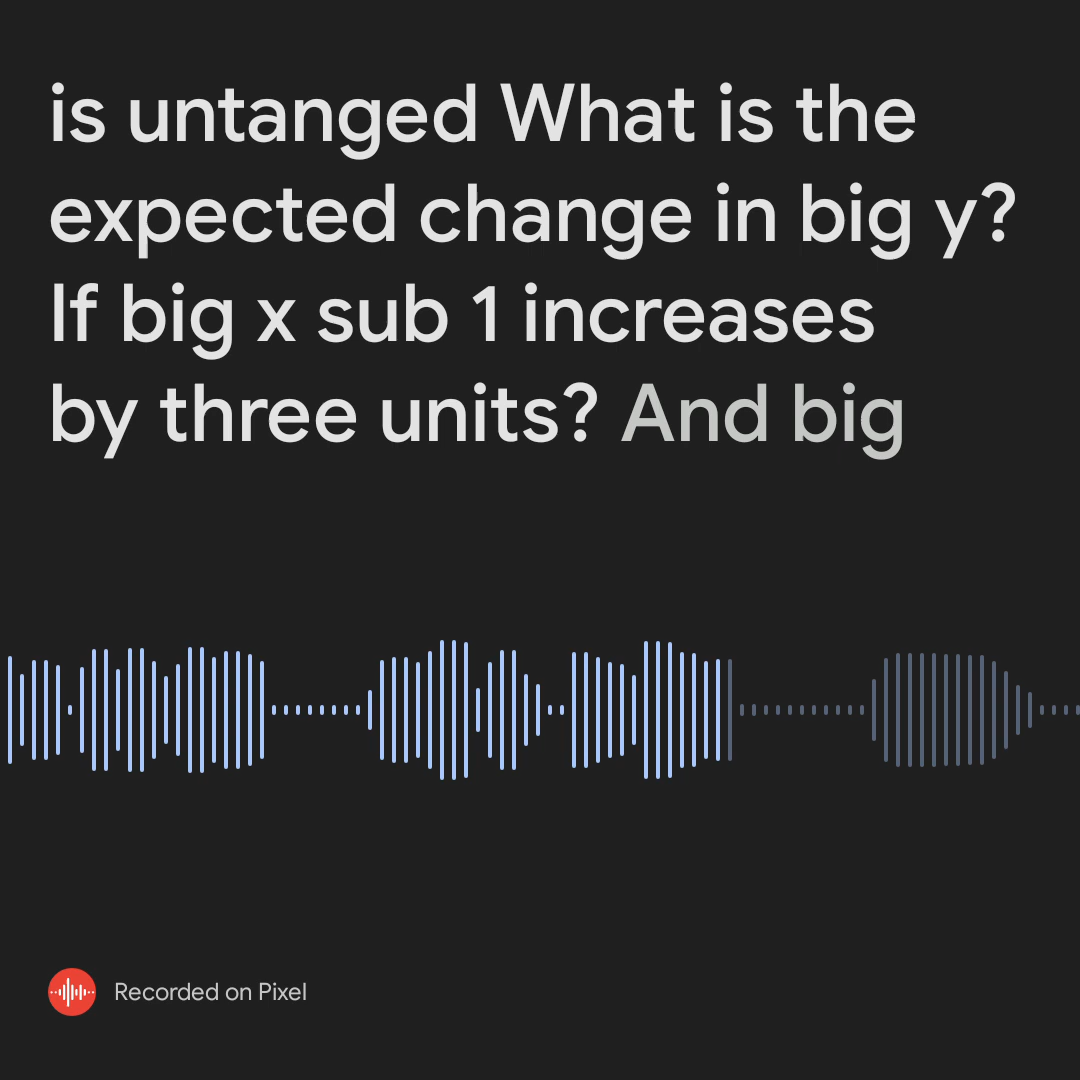 is untanged What is the
expected change in big y?
If big x sub 1 increases
by three units? And big
Recorded on Pixel